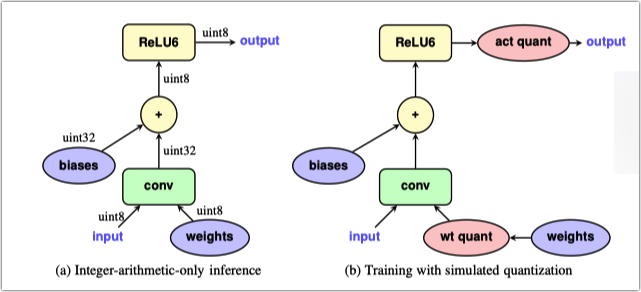 ReLU6
uint8
output
uint8
+
uint32
biases
uint32
conv
uint8
uint8
input
weights
(a) Integer-arithmetic-only inference
ReLU6
act quant
output
+
biases
conv
input
wt quant
weights
(b) Training with simulated quantization